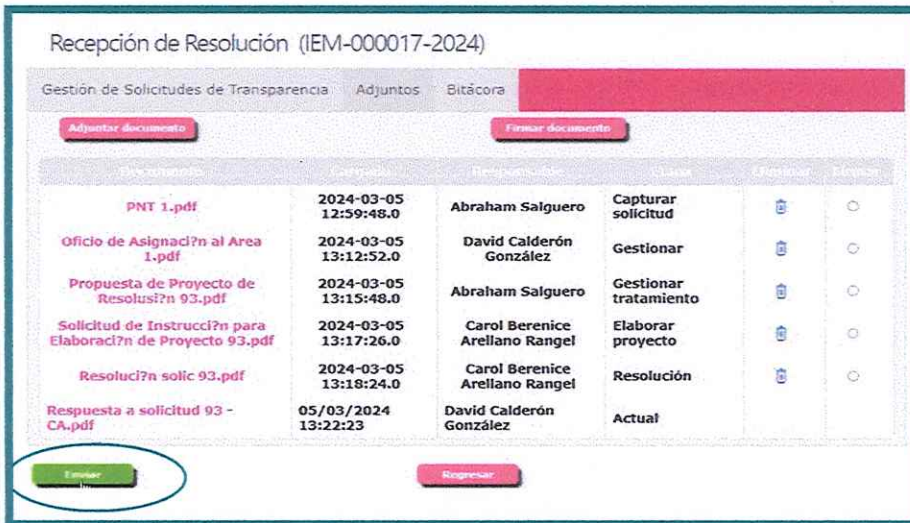 Recepción de Resolución (IEM-000017-2024)
Gestión de Solicitudes de Transparencia Adjuntos Bitácora
Adjuntar documento Firmar documento
Documento Cargado Responsable Etapa Eliminar
PNT 1.pdf 2024-03-05 12:59:48.0 Abraham Salguero Capturar solicitud
Oficio de Asignaci?n al Area 1.pdf 2024-03-05 13:12:52.0 David Calderón González Gestionar
Propuesta de Proyecto de Resolusi?n 93.pdf 2024-03-05 13:15:48.0 Abraham Salguero Gestionar tratamiento
Solicitud de Instrucci?n para Elaboraci?n de Proyecto 93.pdf 2024-03-05 13:17:26.0 Carol Berenice Arellano Rangel Elaborar proyecto
Resoluci?n solic 93.pdf 2024-03-05 13:18:24.0 Carol Berenice Arellano Rangel Resolución
Respuesta a solicitud 93 - CA.pdf 05/03/2024 13:22:23 David Calderón González Actual
Enviar Regresar